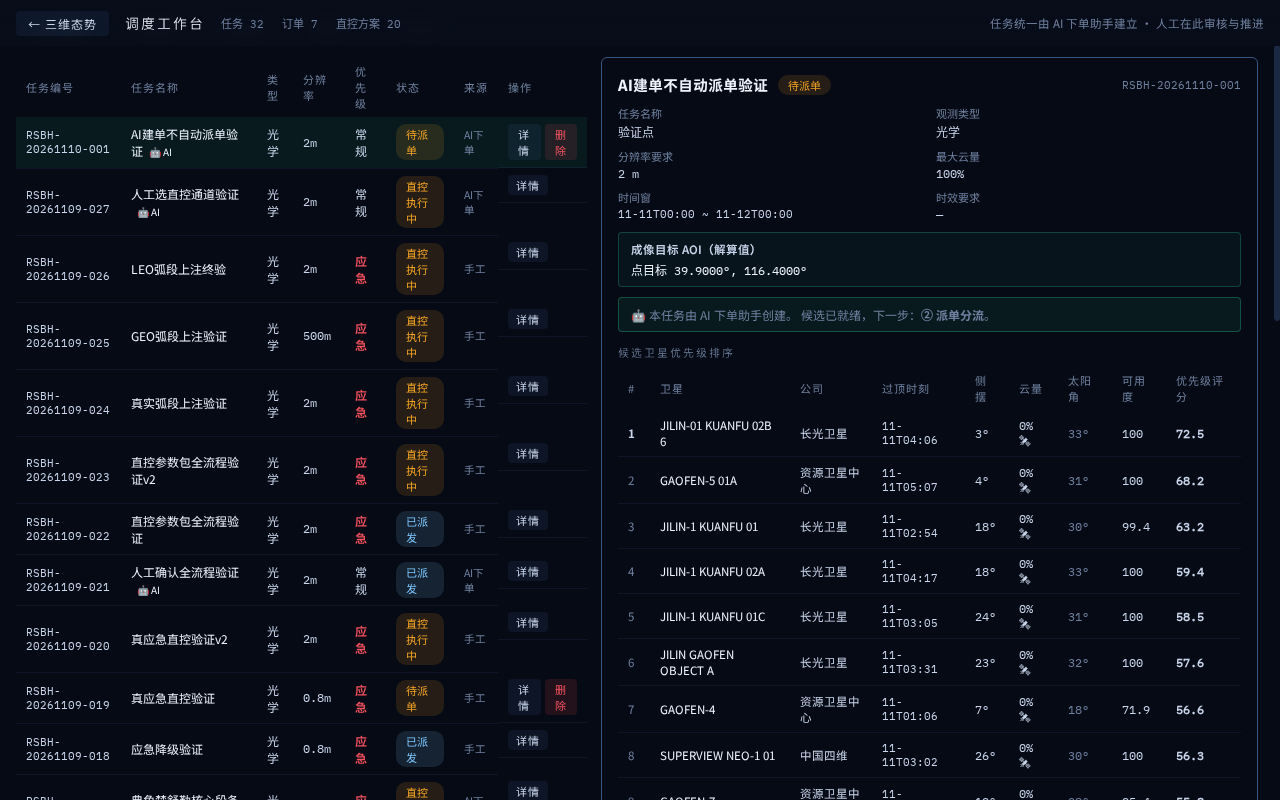 ← 三维态势 调度工作台 任务 32 订单 7 直控方案 20 任务统一由 AI 下单助手建立 · 人工在此审核与推进
任务编号 任务名称 类型 分辨率 优先级 状态 来源 操作
RSBH-20261110-001 AI建单不自动派单验证 🤖AI 光学 2m 常规 待派单 AI下单 详情 删除
RSBH-20261109-027 人工选直控通道验证 🤖AI 光学 2m 常规 直控执行中 AI下单 详情
RSBH-20261109-026 LEO弧段上注终验 光学 2m 应急 直控执行中 手工 详情
RSBH-20261109-025 GEO弧段上注验证 光学 500m 应急 直控执行中 手工 详情
RSBH-20261109-024 真实弧段上注验证 光学 2m 应急 直控执行中 手工 详情
RSBH-20261109-023 直控参数包全流程验证v2 光学 2m 应急 直控执行中 手工 详情
RSBH-20261109-022 直控参数包全流程验证 光学 2m 应急 已派发 手工 详情
RSBH-20261109-021 人工确认全流程验证 🤖AI 光学 2m 常规 已派发 AI下单 详情
RSBH-20261109-020 真应急直控验证v2 光学 2m 应急 直控执行中 手工 详情
RSBH-20261109-019 真应急直控验证 光学 0.8m 应急 待派单 手工 详情 删除
RSBH-20261109-018 应急降级验证 光学 0.8m 应急 已派发 手工 详情
直控 详情
AI建单不自动派单验证 待派单 RSBH-20261110-001
任务名称 观测类型
验证点 光学
分辨率要求 最大云量
2 m 100%
时间窗 时效要求
11-11T00:00 ~ 11-12T00:00 —
成像目标 AOI（解算值）
点目标 39.9000°, 116.4000°
🤖 本任务由 AI 下单助手创建。 候选已就绪，下一步：② 派单分流。
候选卫星优先级排序
# 卫星 公司 过顶时刻 侧摆 云量 太阳角 可用度 优先级评分
1 JILIN-01 KUANFU 02B 6 长光卫星 11-11T04:06 3° 0% 🛰 33° 100 72.5
2 GAOFEN-5 01A 资源卫星中心 11-11T05:07 4° 0% 🛰 31° 100 68.2
3 JILIN-1 KUANFU 01 长光卫星 11-11T02:54 18° 0% 🛰 30° 99.4 63.2
4 JILIN-1 KUANFU 02A 长光卫星 11-11T04:17 18° 0% 🛰 33° 100 59.4
5 JILIN-1 KUANFU 01C 长光卫星 11-11T03:05 24° 0% 🛰 31° 100 58.5
6 JILIN GAOFEN OBJECT A 长光卫星 11-11T03:31 23° 0% 🛰 32° 100 57.6
7 GAOFEN-4 资源卫星中心 11-11T01:06 7° 0% 🛰 18° 71.9 56.6
8 SUPERVIEW NEO-1 01 中国四维 11-11T03:02 26° 0% 🛰 30° 100 56.3
11- 0%